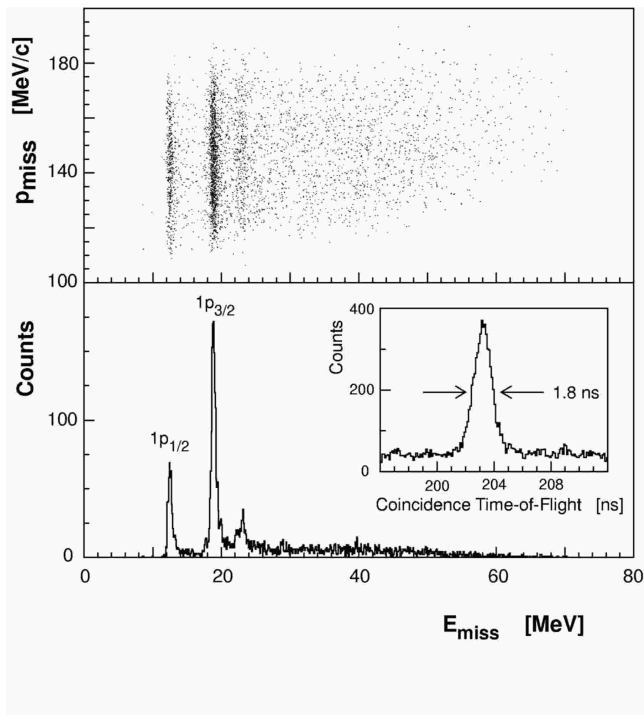 p_miss [MeV/c]
180
140
100
Counts
100
0
1p_3/2
1p_1/2
Counts
400
200
0
1.8 ns
200 204 208
Coincidence Time-of-Flight [ns]
0 20 40 60 80
E_miss [MeV]